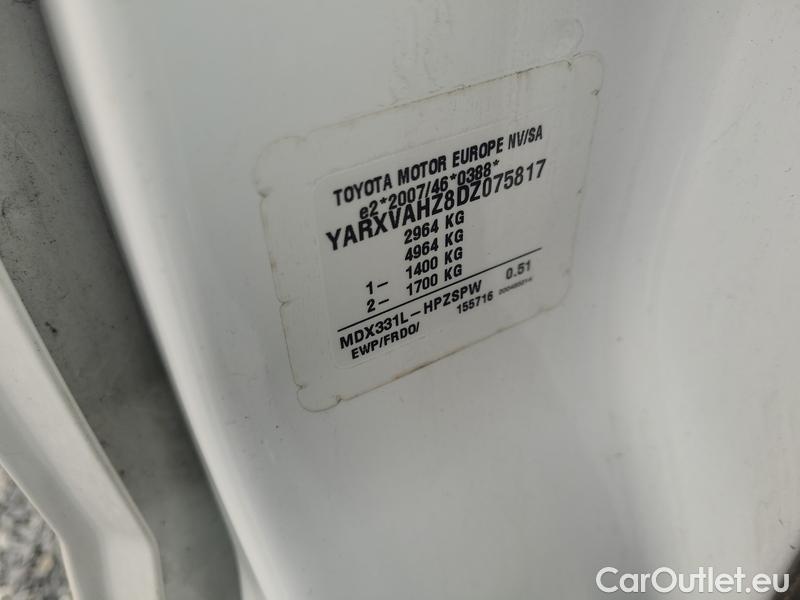 TOYOTA MOTOR EUROPE NV/SA
e2*2007/46*0388*
YARXVAHZ8DZ075817
2964 KG
4964 KG
1- 1400 KG
2- 1700 KG
MDX331L-HPZSPW 0.51
EWP/FRDO/ 155716
CarOutlet.eu